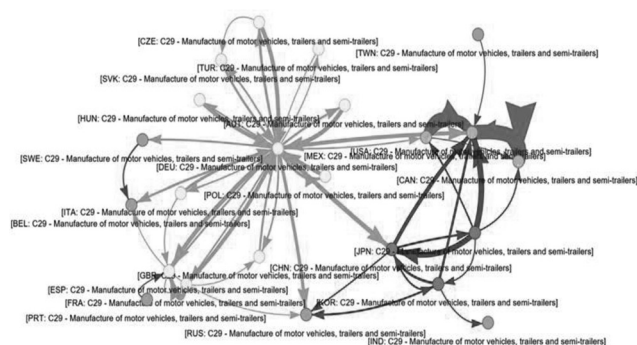 [CZE: C29 - Manufacture of motor vehicles, trailers and semi-trailers]
[TWN: C29 - Manufacture of motor vehicles, trailers and semi-trailers]
[TUR: C29 - Manufacture of motor vehicles, trailers and semi-trailers]
[SVK: C29 - Manufacture of motor vehicles, trailers and semi-trailers]
[HUN: C29 - Manufacture of motor vehicles, trailers and semi-trailers]
[AUT: C29 - Manufacture of motor vehicles, trailers and semi-trailers]
[USA: C29 - Manufacture of motor vehicles, trailers and semi-trailers]
[SWE: C29 - Manufacture of motor vehicles, trailers and semi-trailers]
[MEX: C29 - Manufacture of motor vehicles, trailers and semi-trailers]
[DEU: C29 - Manufacture of motor vehicles, trailers and semi-trailers]
[CAN: C29 - Manufacture of motor vehicles, trailers and semi-trailers]
[POL: C29 - Manufacture of motor vehicles, trailers and semi-trailers]
[ITA: C29 - Manufacture of motor vehicles, trailers and semi-trailers]
[BEL: C29 - Manufacture of motor vehicles, trailers and semi-trailers]
[JPN: C29 - Manufacture of motor vehicles, trailers and semi-trailers]
[CHN: C29 - Manufacture of motor vehicles, trailers and semi-trailers]
[GBR: - Manufacture of motor vehicles, trailers and semi-trailers]
[ESP: C29 - Manufacture of motor vehicles, trailers and semi-trailers]
[FRA: C29 - Manufacture of motor vehicles, trailers and semi-trailers]
[KOR: C29 - Manufacture of motor vehicles, trailers and semi-trailers]
[PRT: C29 - Manufacture of motor vehicles, trailers and semi-trailers]
[RUS: C29 - Manufacture of motor vehicles, trailers and semi-trailers]
[IND: C29 - Manufacture of motor vehicles, trailers and semi-trailers]